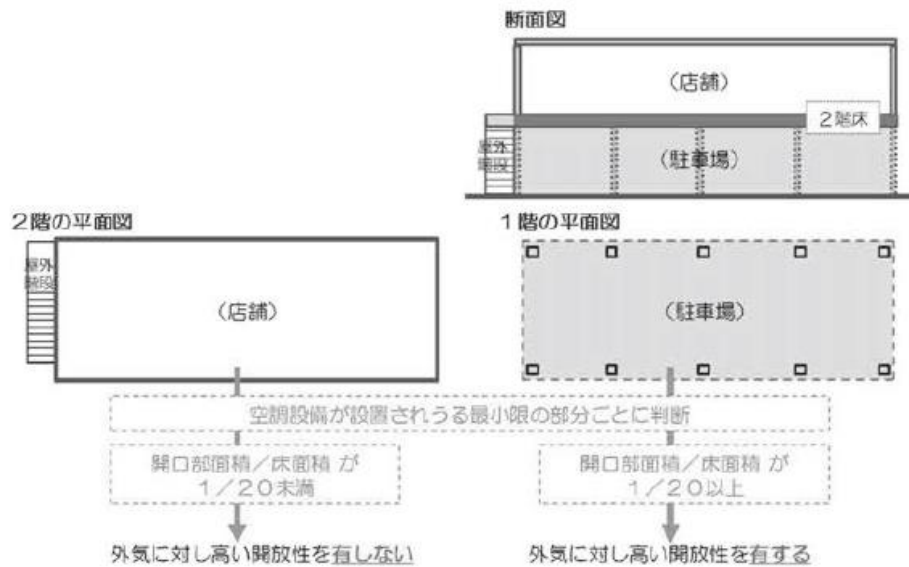 断面図
(店舗)
2階床
屋外
階段
(駐車場)
2階の平面図
屋外
階段
(店舗)
1階の平面図
(駐車場)
空調設備が設置されうる最小限の部分ごとに判断
開口部面積/床面積 が
1/20未満
開口部面積/床面積 が
1/20以上
外気に対し高い開放性を有しない
外気に対し高い開放性を有する